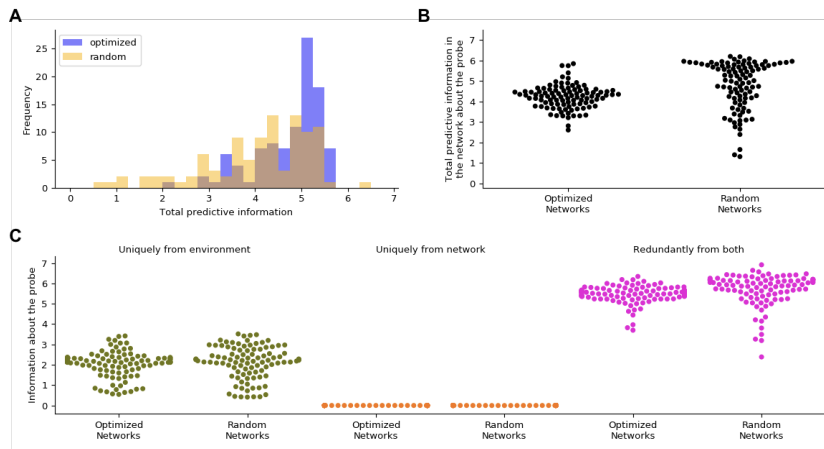 A
optimized
random
Frequency
25
20
15
10
5
0
0 1 2 3 4 5 6 7
Total predictive information
B
Total predictive information in
the network about the probe
7
6
5
4
3
2
1
0
Optimized
Networks
Random
Networks
C
Uniquely from environment
Uniquely from network
Redundantly from both
Information about the probe
7
6
5
4
3
2
1
0
Optimized
Networks
Random
Networks
Optimized
Networks
Random
Networks
Optimized
Networks
Random
Networks